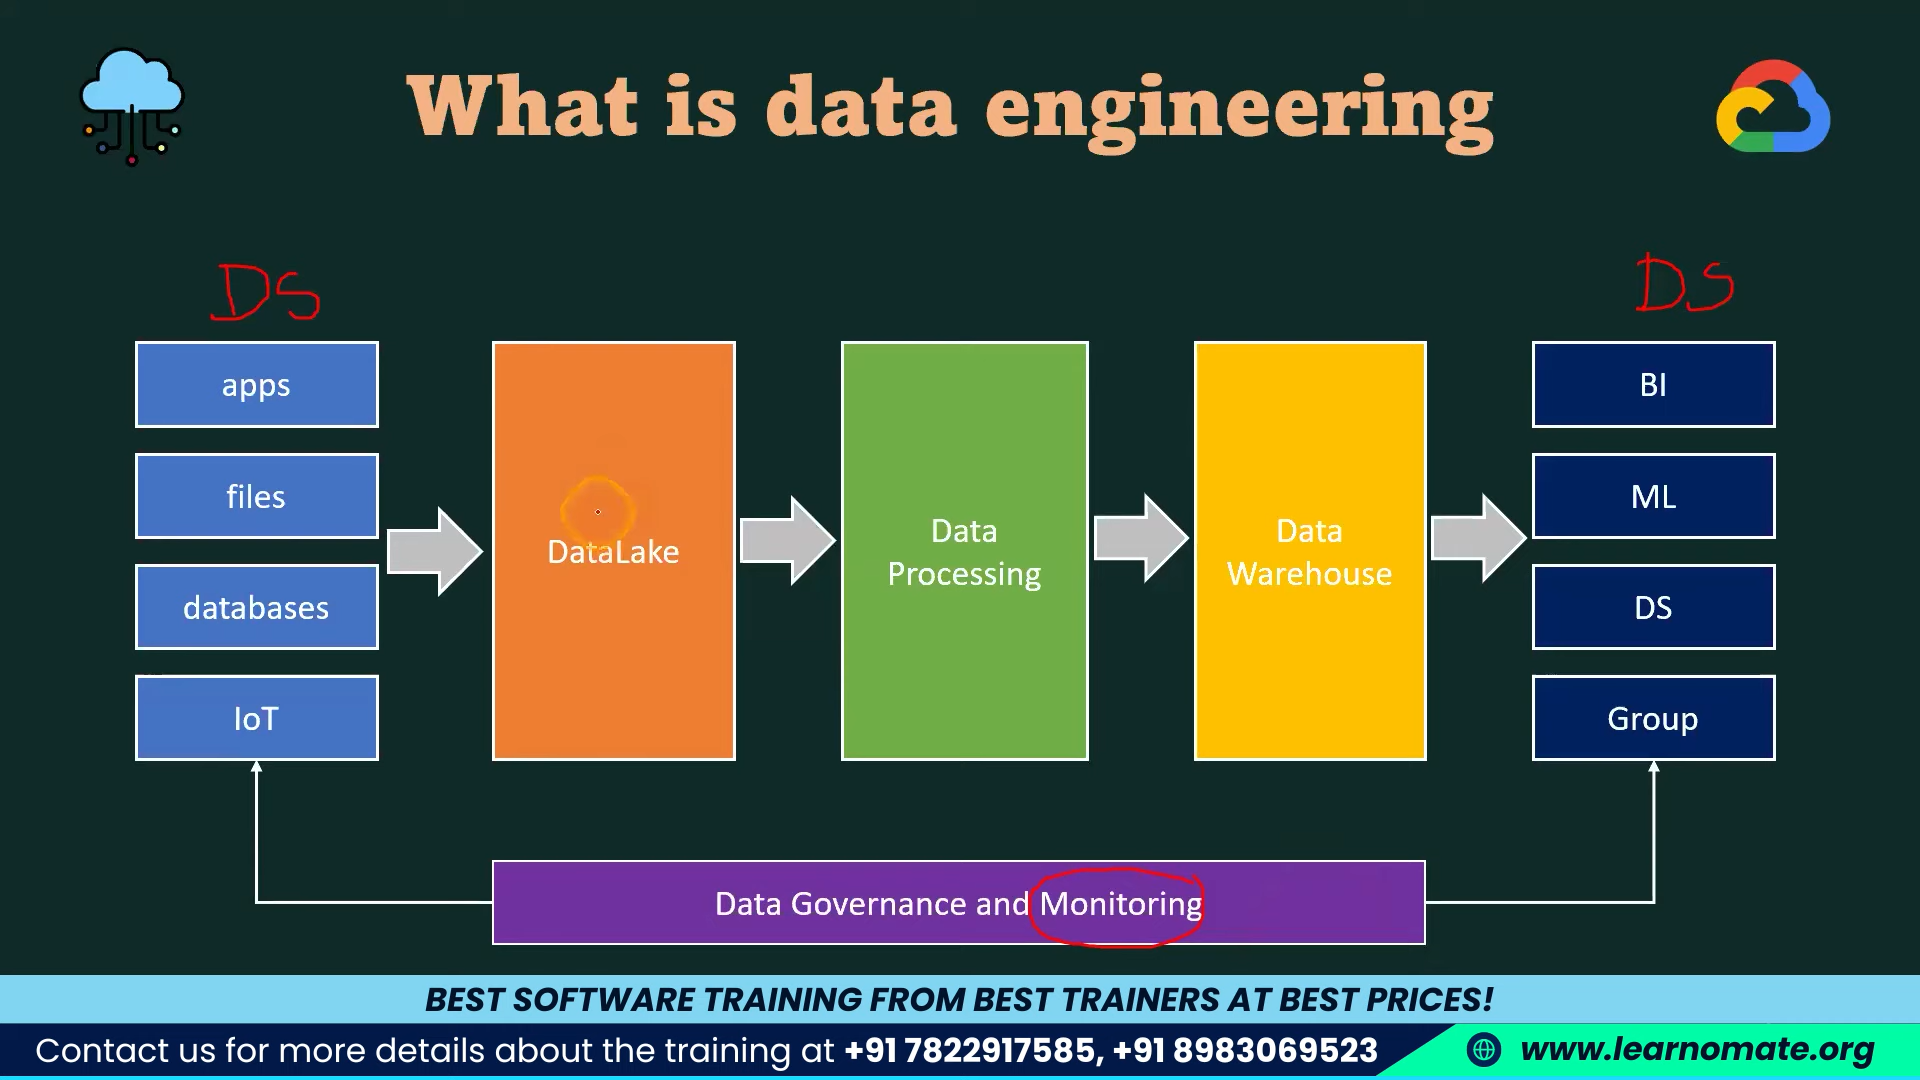 What is data engineering
DS
DS
apps
files
databases
IoT
DataLake
Data
Processing
Data
Warehouse
BI
ML
DS
Group
Data Governance and Monitoring
BEST SOFTWARE TRAINING FROM BEST TRAINERS AT BEST PRICES!
Contact us for more details about the training at +91 7822917585, +91 8983069523
www.learnomate.org